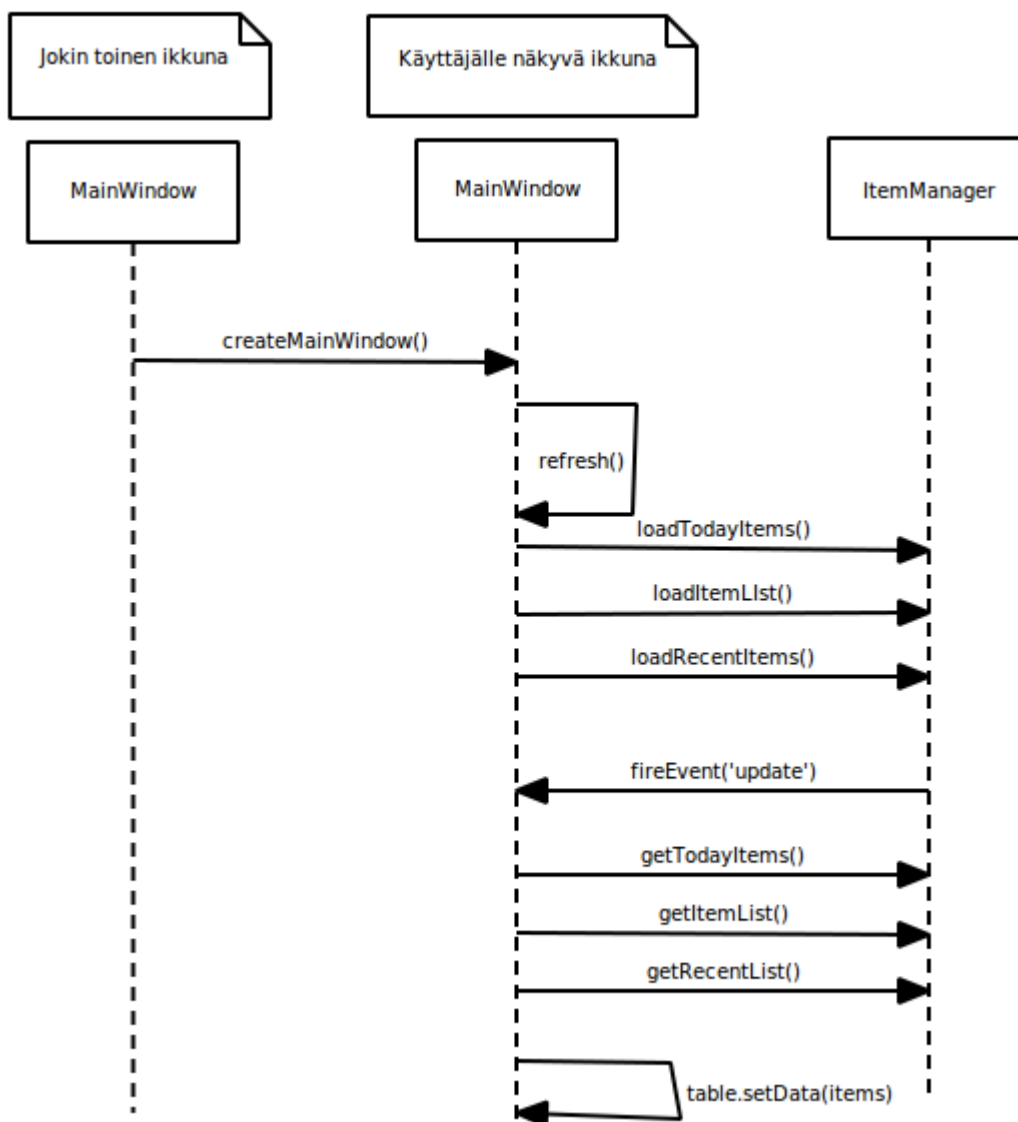 Jokin toinen ikkuna
Käyttäjälle näkyvä ikkuna
MainWindow
MainWindow
ItemManager
createMainWindow()
refresh()
loadTodayItems()
loadItemLIst()
loadRecentItems()
fireEvent('update')
getTodayItems()
getItemList()
getRecentList()
table.setData(items)